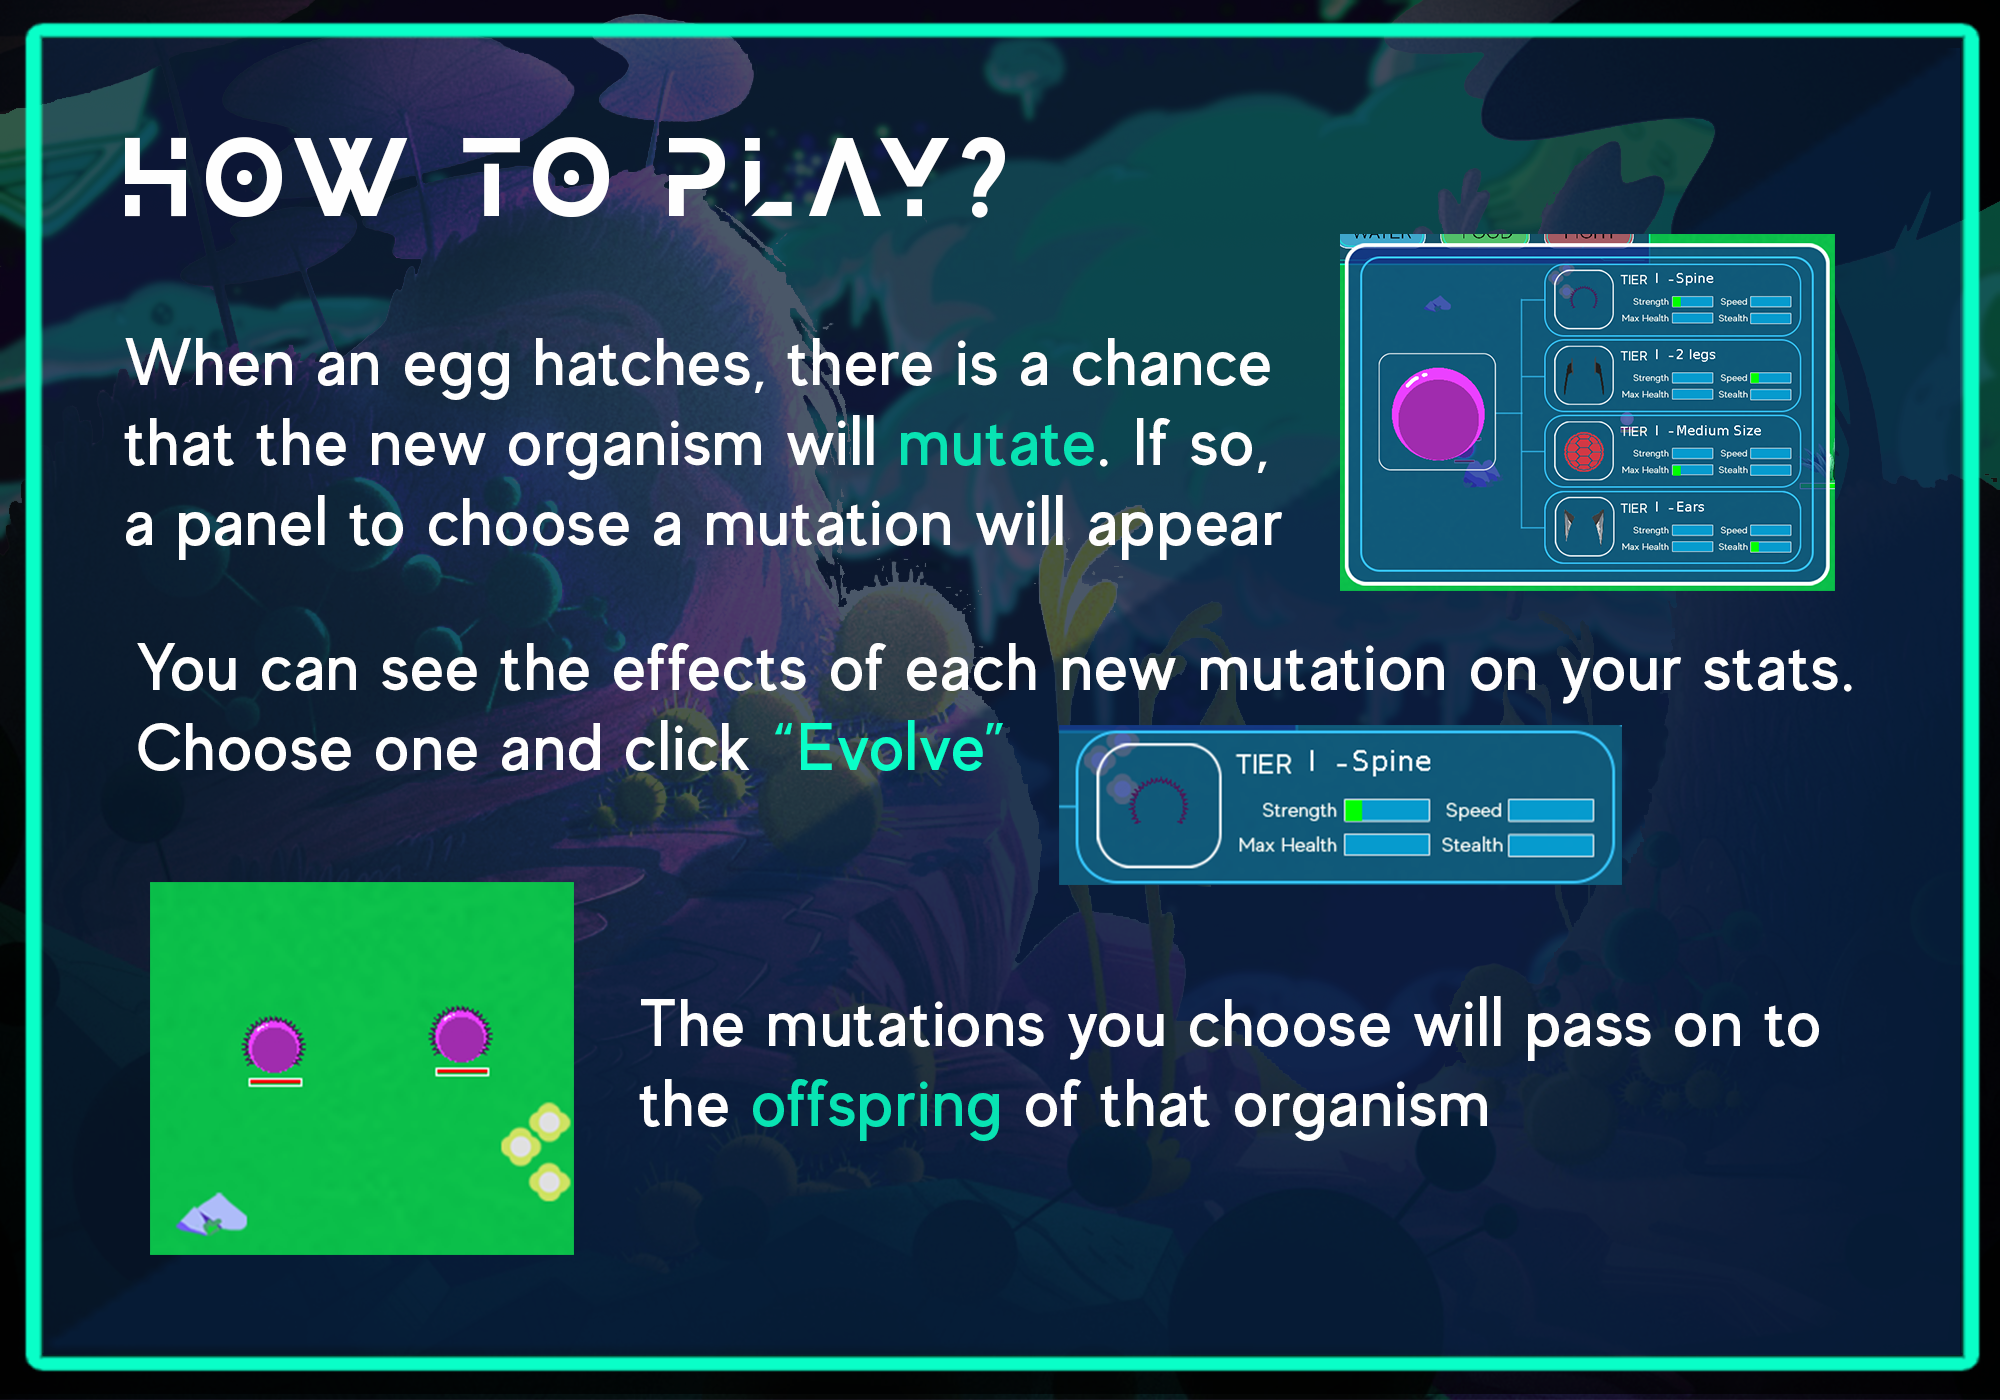 HOW TO PLAY?
When an egg hatches, there is a chance
that the new organism will mutate. If so,
a panel to choose a mutation will appear
WATER FOOD FIGHT
TIER I -Spine
Strength Speed
Max Health Stealth
TIER I -2 legs
Strength Speed
Max Health Stealth
TIER I -Medium Size
Strength Speed
Max Health Stealth
TIER I -Ears
Strength Speed
Max Health Stealth
You can see the effects of each new mutation on your stats.
Choose one and click “Evolve”
TIER I -Spine
Strength Speed
Max Health Stealth
The mutations you choose will pass on to
the offspring of that organism